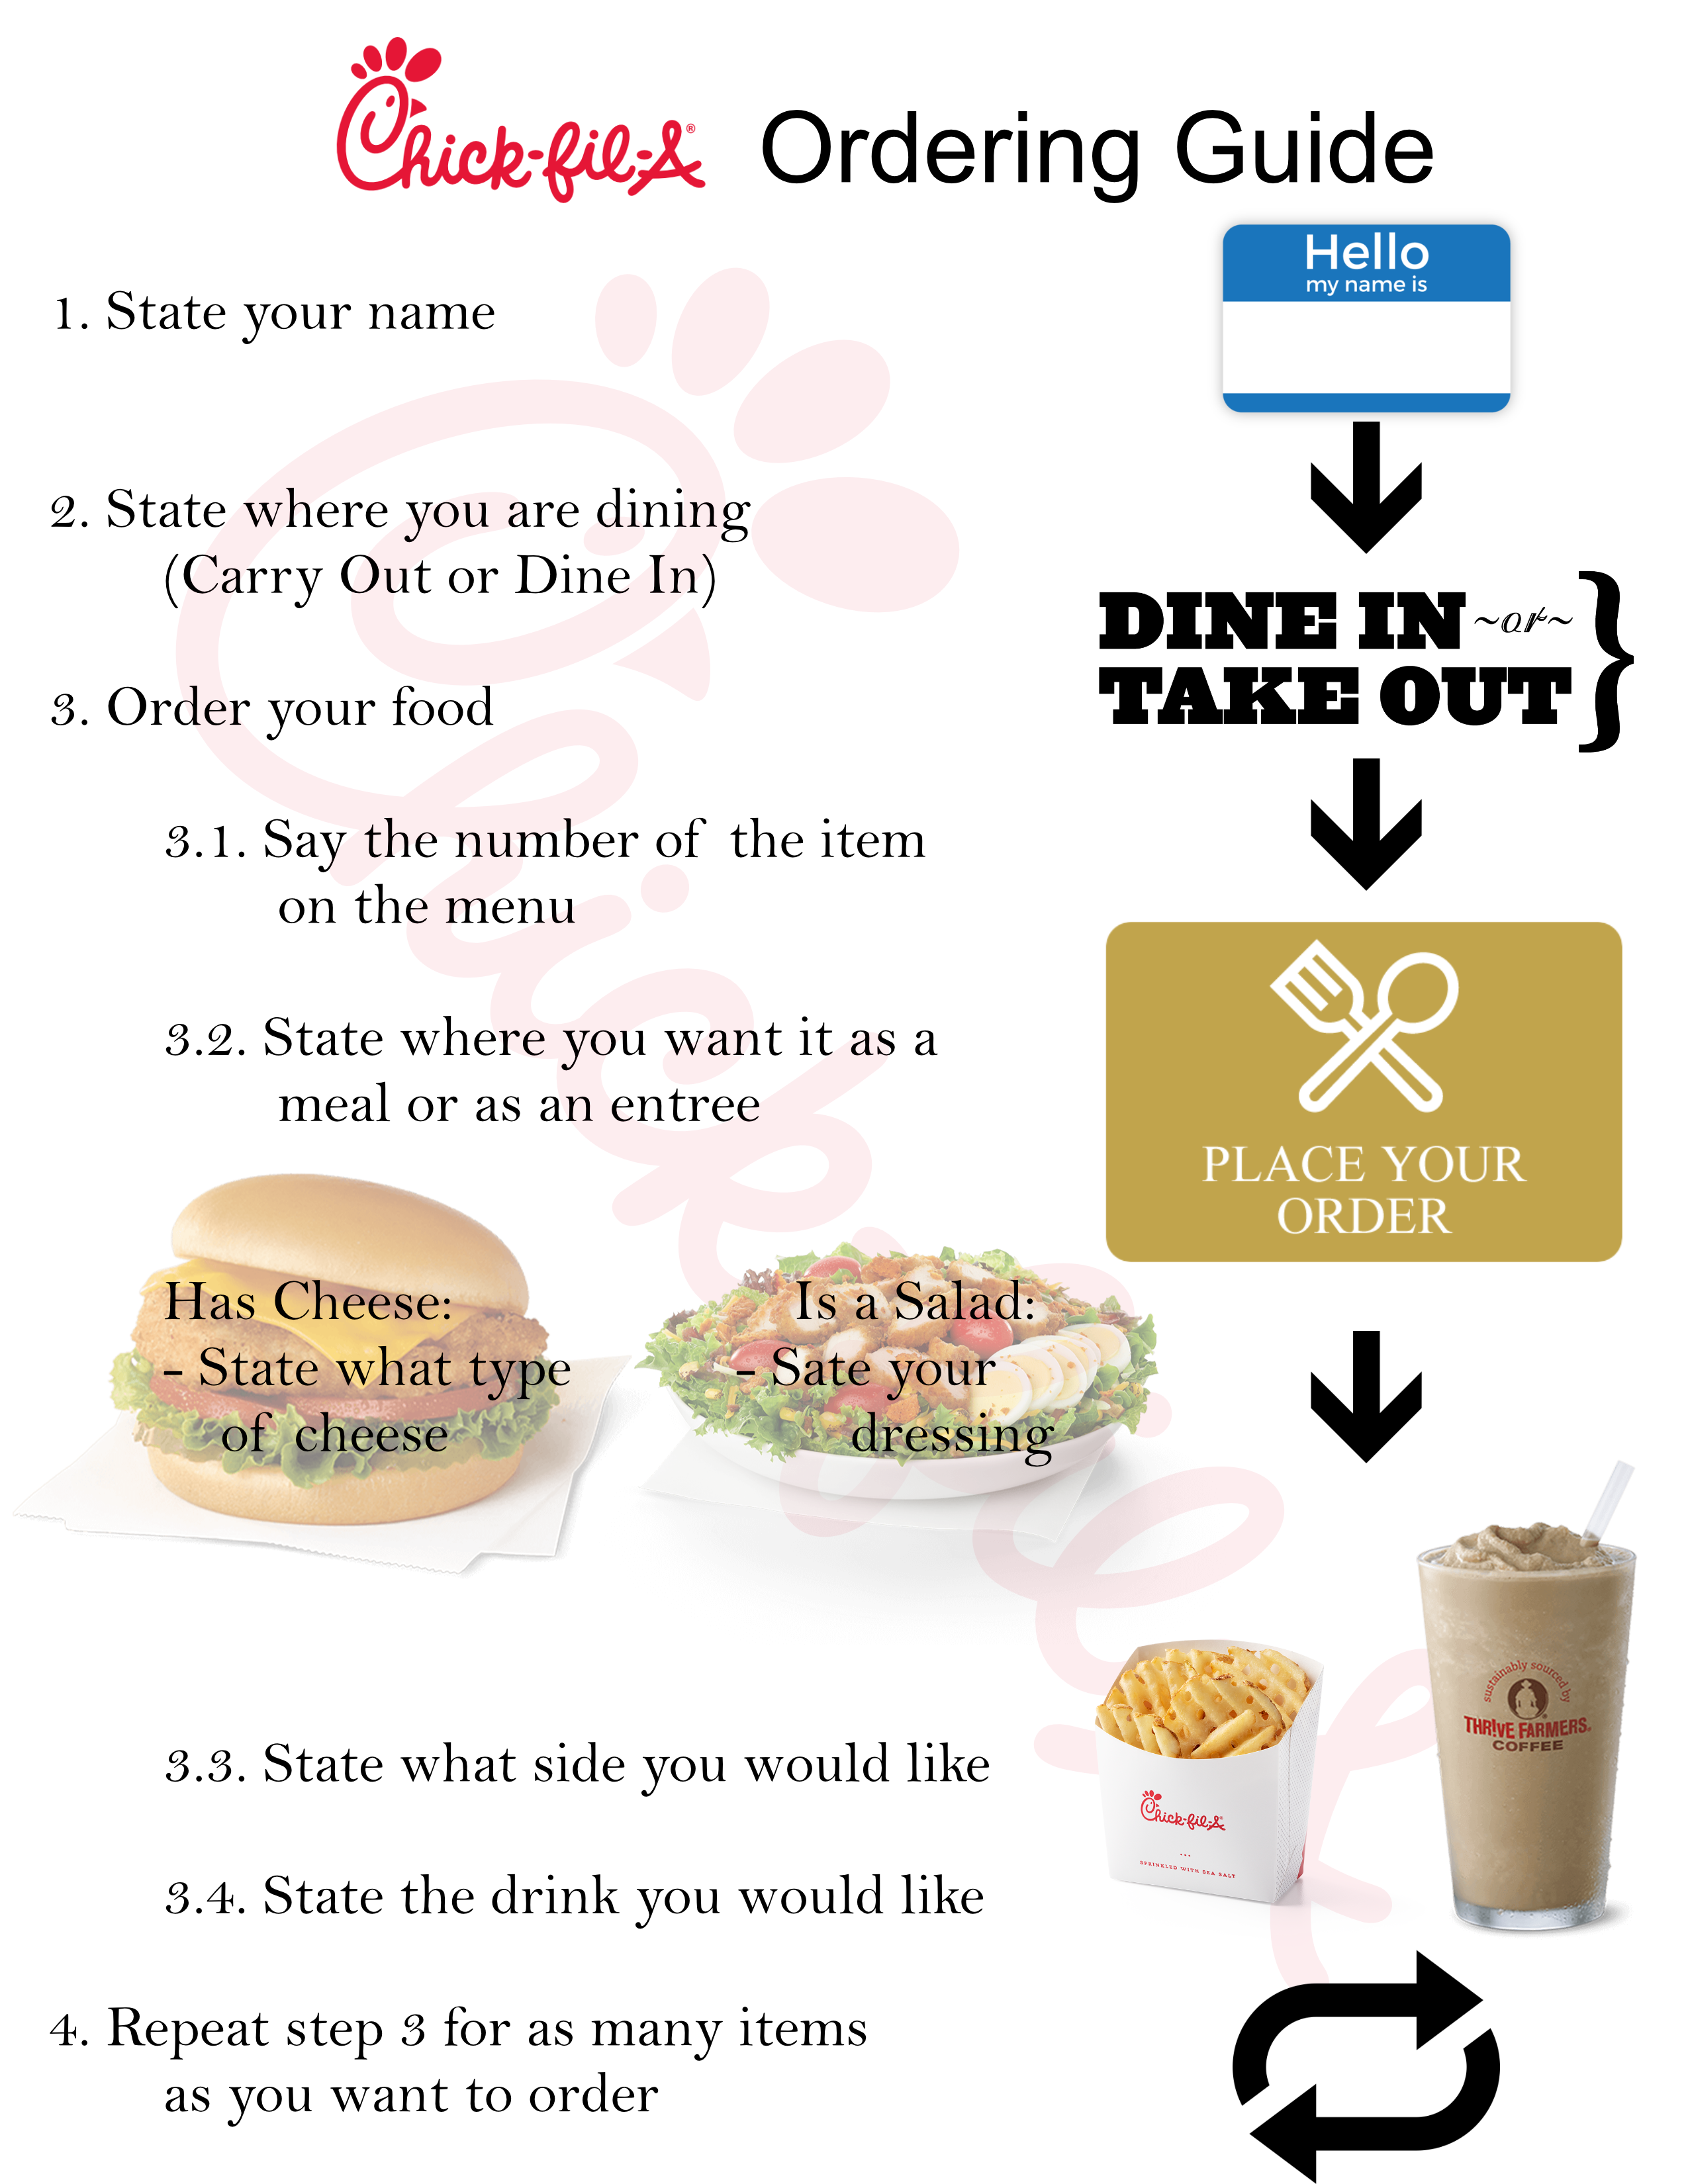 Chick-fil-A® Ordering Guide
Hello
my name is
1. State your name
2. State where you are dining
(Carry Out or Dine In)
DINE IN ~or~ }
TAKE OUT
3. Order your food
3.1. Say the number of the item
on the menu
3.2. State where you want it as a
meal or as an entree
PLACE YOUR
ORDER
Has Cheese:
- State what type
of cheese
Is a Salad:
- Sate your
dressing
3.3. State what side you would like
3.4. State the drink you would like
Chick-fil-A®
SPRINKLED WITH SEA SALT
sustainably sourced by
THR!VE FARMERS®
COFFEE
4. Repeat step 3 for as many items
as you want to order
Chick-fil-A